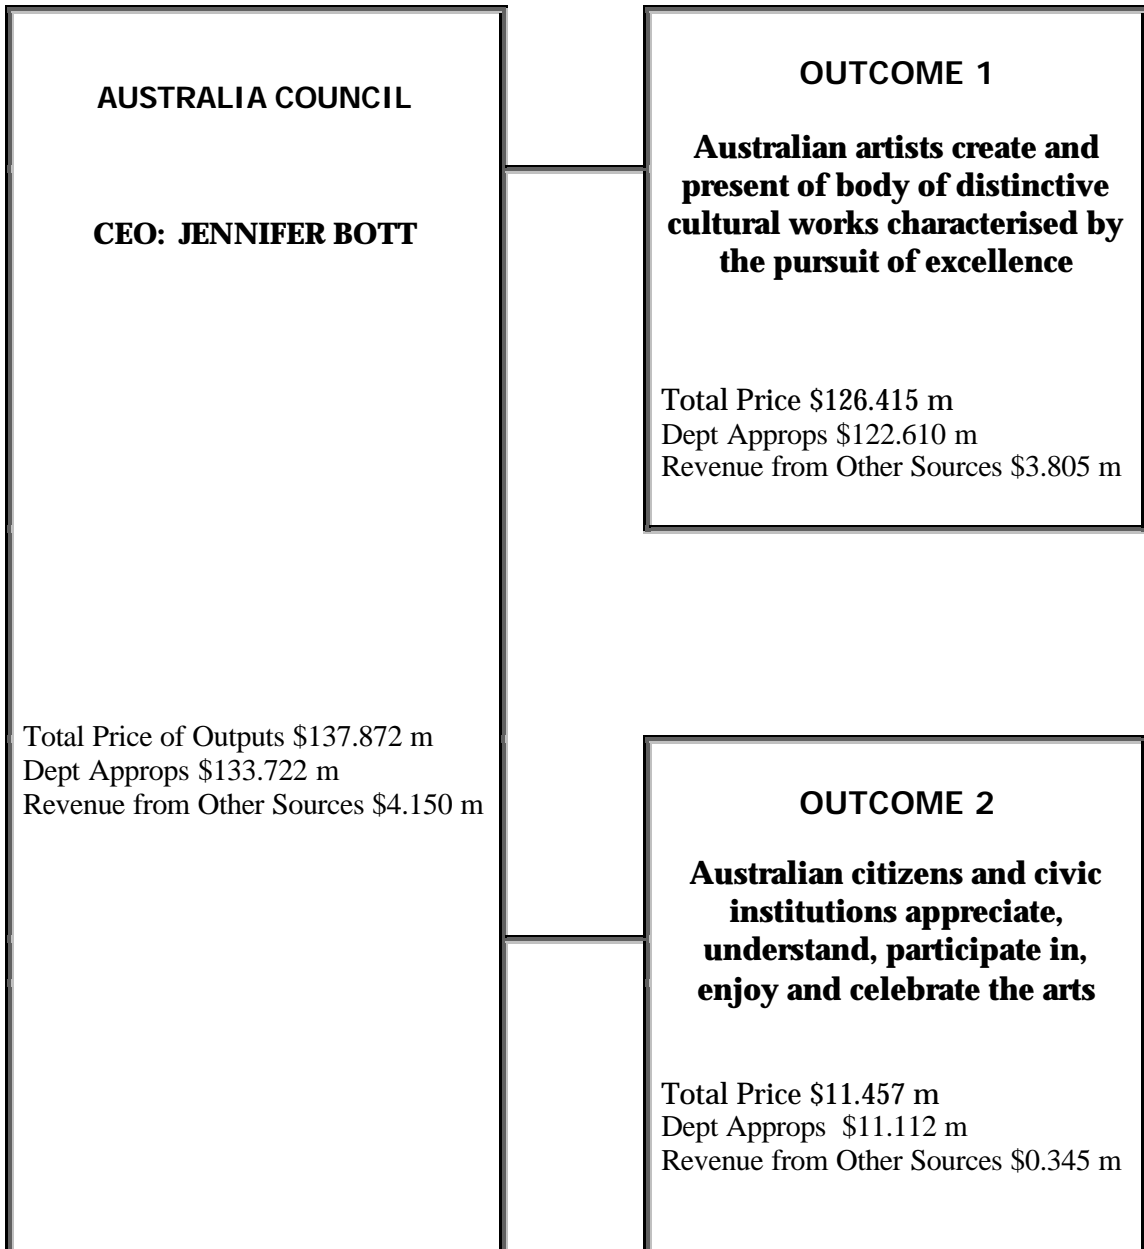 AUSTRALIA COUNCIL
CEO: JENNIFER BOTT
Total Price of Outputs $137.872 m
Dept Approps $133.722 m
Revenue from Other Sources $4.150 m
OUTCOME 1
Australian artists create and
present of body of distinctive
cultural works characterised by
the pursuit of excellence
Total Price $126.415 m
Dept Approps $122.610 m
Revenue from Other Sources $3.805 m
OUTCOME 2
Australian citizens and civic
institutions appreciate,
understand, participate in,
enjoy and celebrate the arts
Total Price $11.457 m
Dept Approps $11.112 m
Revenue from Other Sources $0.345 m